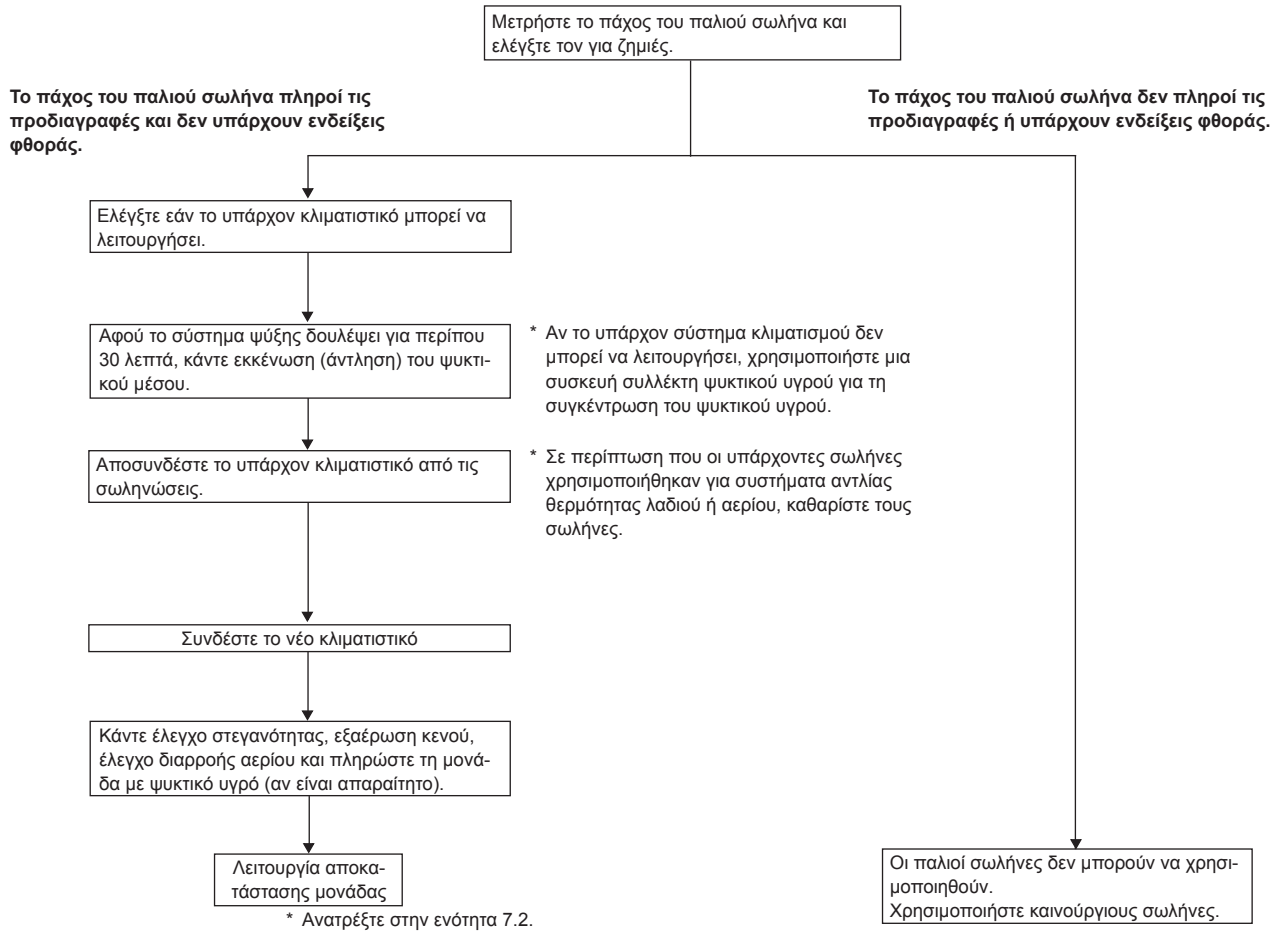 Μετρήστε το πάχος του παλιού σωλήνα και
ελέγξτε τον για ζημιές.
Το πάχος του παλιού σωλήνα πληροί τις
προδιαγραφές και δεν υπάρχουν ενδείξεις
φθοράς.
Το πάχος του παλιού σωλήνα δεν πληροί τις
προδιαγραφές ή υπάρχουν ενδείξεις φθοράς.
Ελέγξτε εάν το υπάρχον κλιματιστικό μπορεί να
λειτουργήσει.
Αφού το σύστημα ψύξης δουλέψει για περίπου
30 λεπτά, κάντε εκκένωση (άντληση) του ψυκτι-
κού μέσου.
* Αν το υπάρχον σύστημα κλιματισμού δεν
μπορεί να λειτουργήσει, χρησιμοποιήστε μια
συσκευή συλλέκτη ψυκτικού υγρού για τη
συγκέντρωση του ψυκτικού υγρού.
Αποσυνδέστε το υπάρχον κλιματιστικό από τις
σωληνώσεις.
* Σε περίπτωση που οι υπάρχοντες σωλήνες
χρησιμοποιήθηκαν για συστήματα αντλίας
θερμότητας λαδιού ή αερίου, καθαρίστε τους
σωλήνες.
Συνδέστε το νέο κλιματιστικό
Κάντε έλεγχο στεγανότητας, εξαέρωση κενού,
έλεγχο διαρροής αερίου και πληρώστε τη μονά-
δα με ψυκτικό υγρό (αν είναι απαραίτητο).
Λειτουργία αποκα-
τάστασης μονάδας
* Ανατρέξτε στην ενότητα 7.2.
Οι παλιοί σωλήνες δεν μπορούν να χρησι-
μοποιηθούν.
Χρησιμοποιήστε καινούργιους σωλήνες.